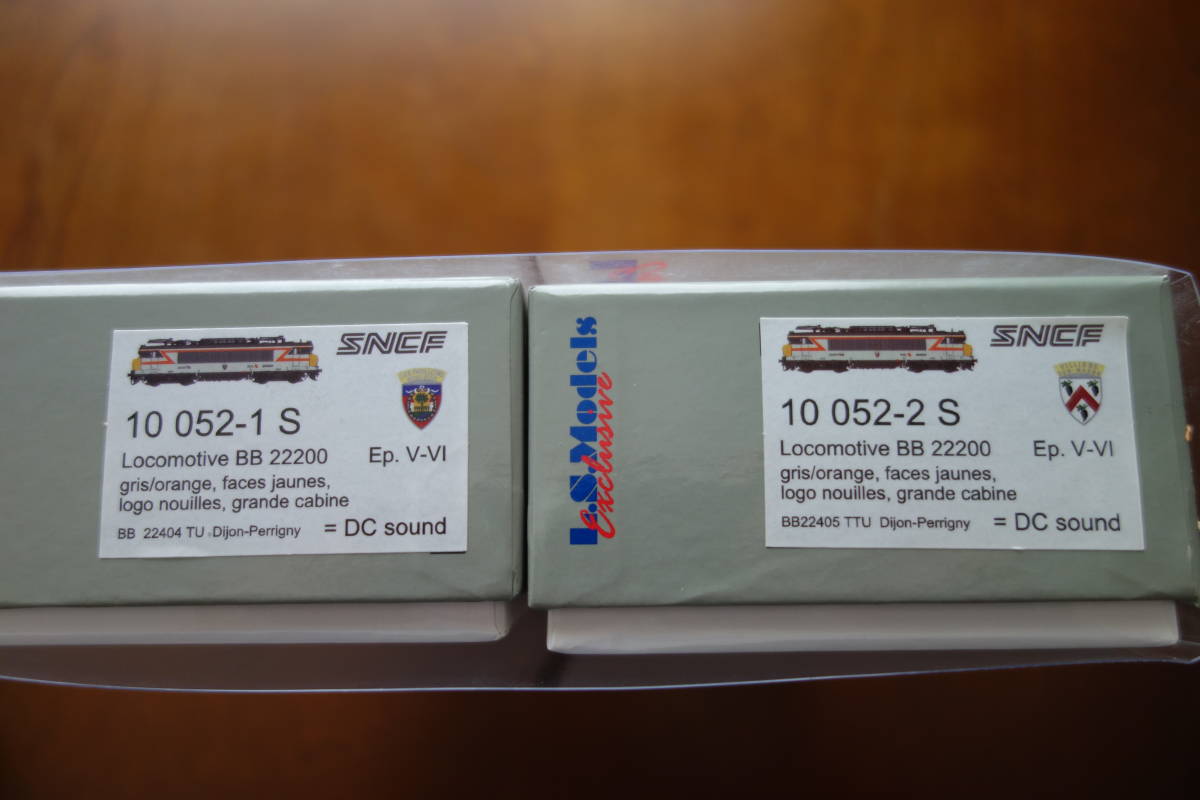 SNCF
10 052-1 S
Locomotive BB 22200 Ep. V-VI
gris/orange, faces jaunes,
logo nouilles, grande cabine
BB 22404 TU Dijon-Perrigny = DC sound
L.S.Models
Exclusive
SNCF
10 052-2 S
Locomotive BB 22200 Ep. V-VI
gris/orange, faces jaunes,
logo nouilles, grande cabine
BB22405 TTU Dijon-Perrigny = DC sound